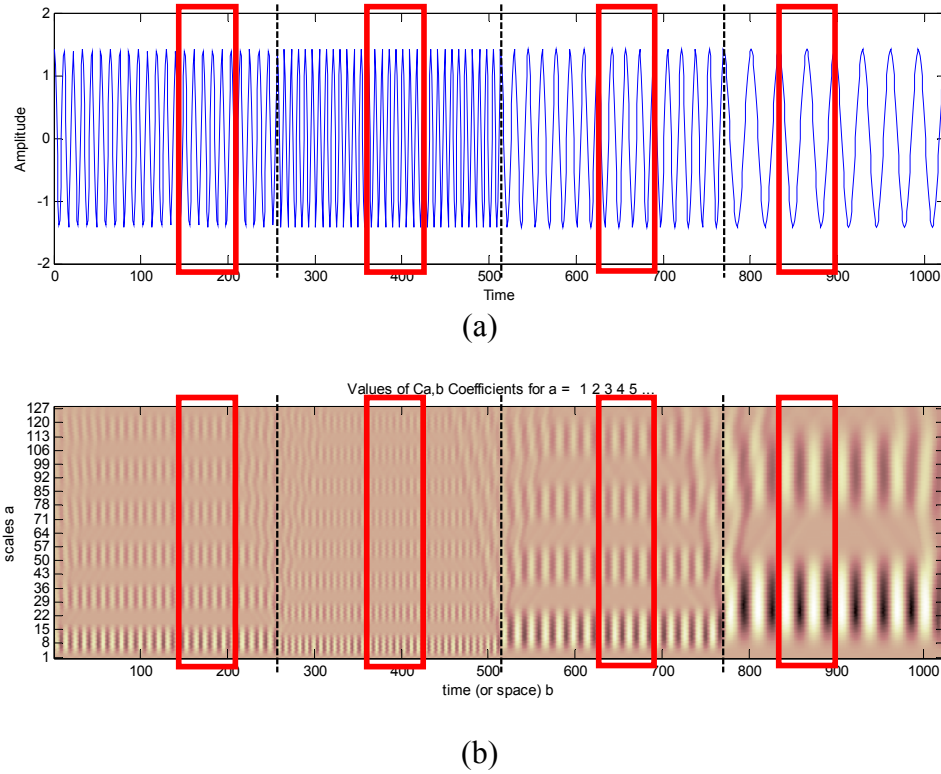 2
1
0
-1
-2
Amplitude
0 100 200 300 400 500 600 700 800 900 1000
Time
(a)
Values of Ca,b Coefficients for a = 1 2 3 4 5 ...
127
120
113
106
99
92
85
78
71
64
57
50
43
36
29
22
15
8
1
scales a
100 200 300 400 500 600 700 800 900 1000
time (or space) b
(b)